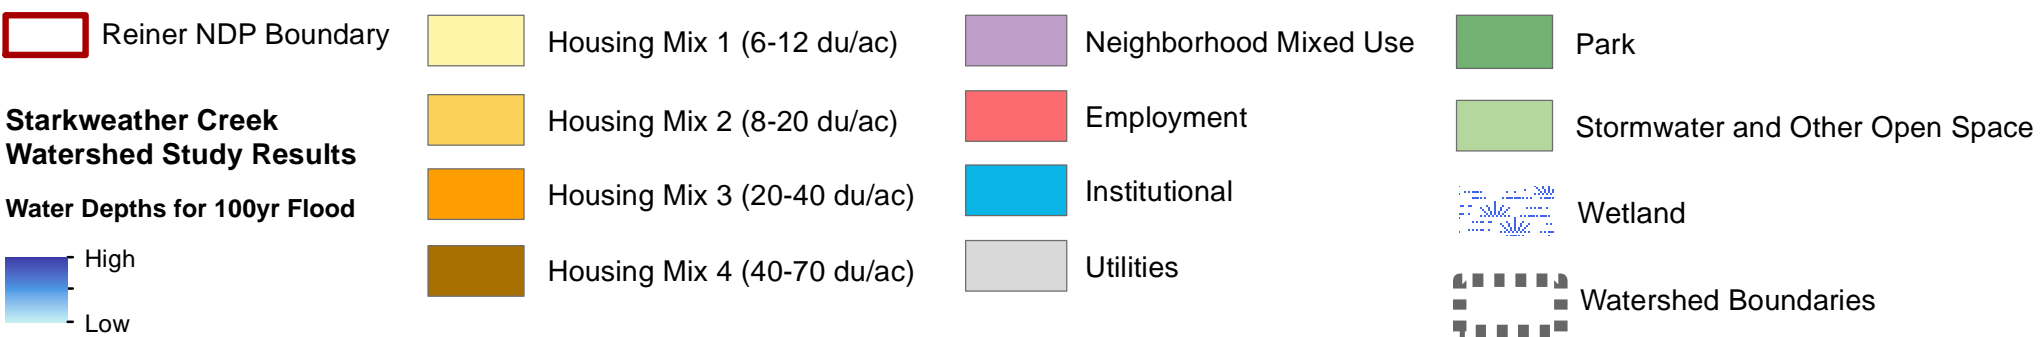 Reiner NDP Boundary
Starkweather Creek
Watershed Study Results
Water Depths for 100yr Flood
High
Low
Housing Mix 1 (6-12 du/ac)
Housing Mix 2 (8-20 du/ac)
Housing Mix 3 (20-40 du/ac)
Housing Mix 4 (40-70 du/ac)
Neighborhood Mixed Use
Employment
Institutional
Utilities
Park
Stormwater and Other Open Space
Wetland
Watershed Boundaries